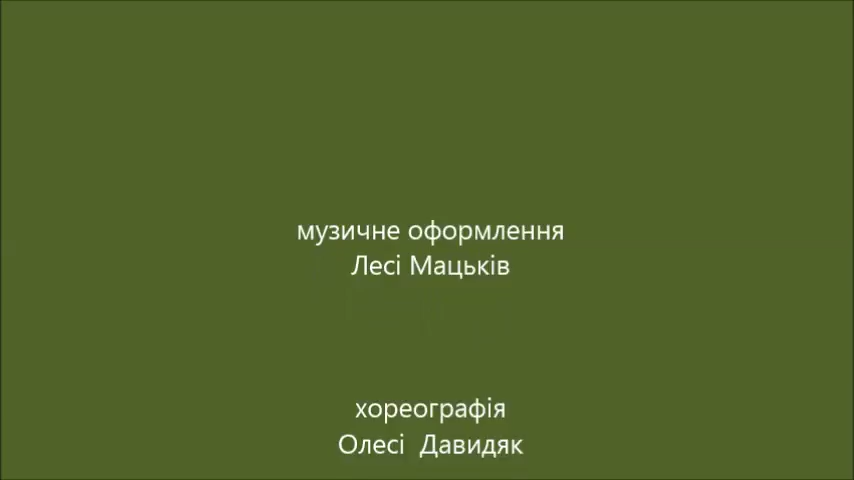 музичне оформлення
Лесі Мацьків
хореографія
Олесі Давидяк